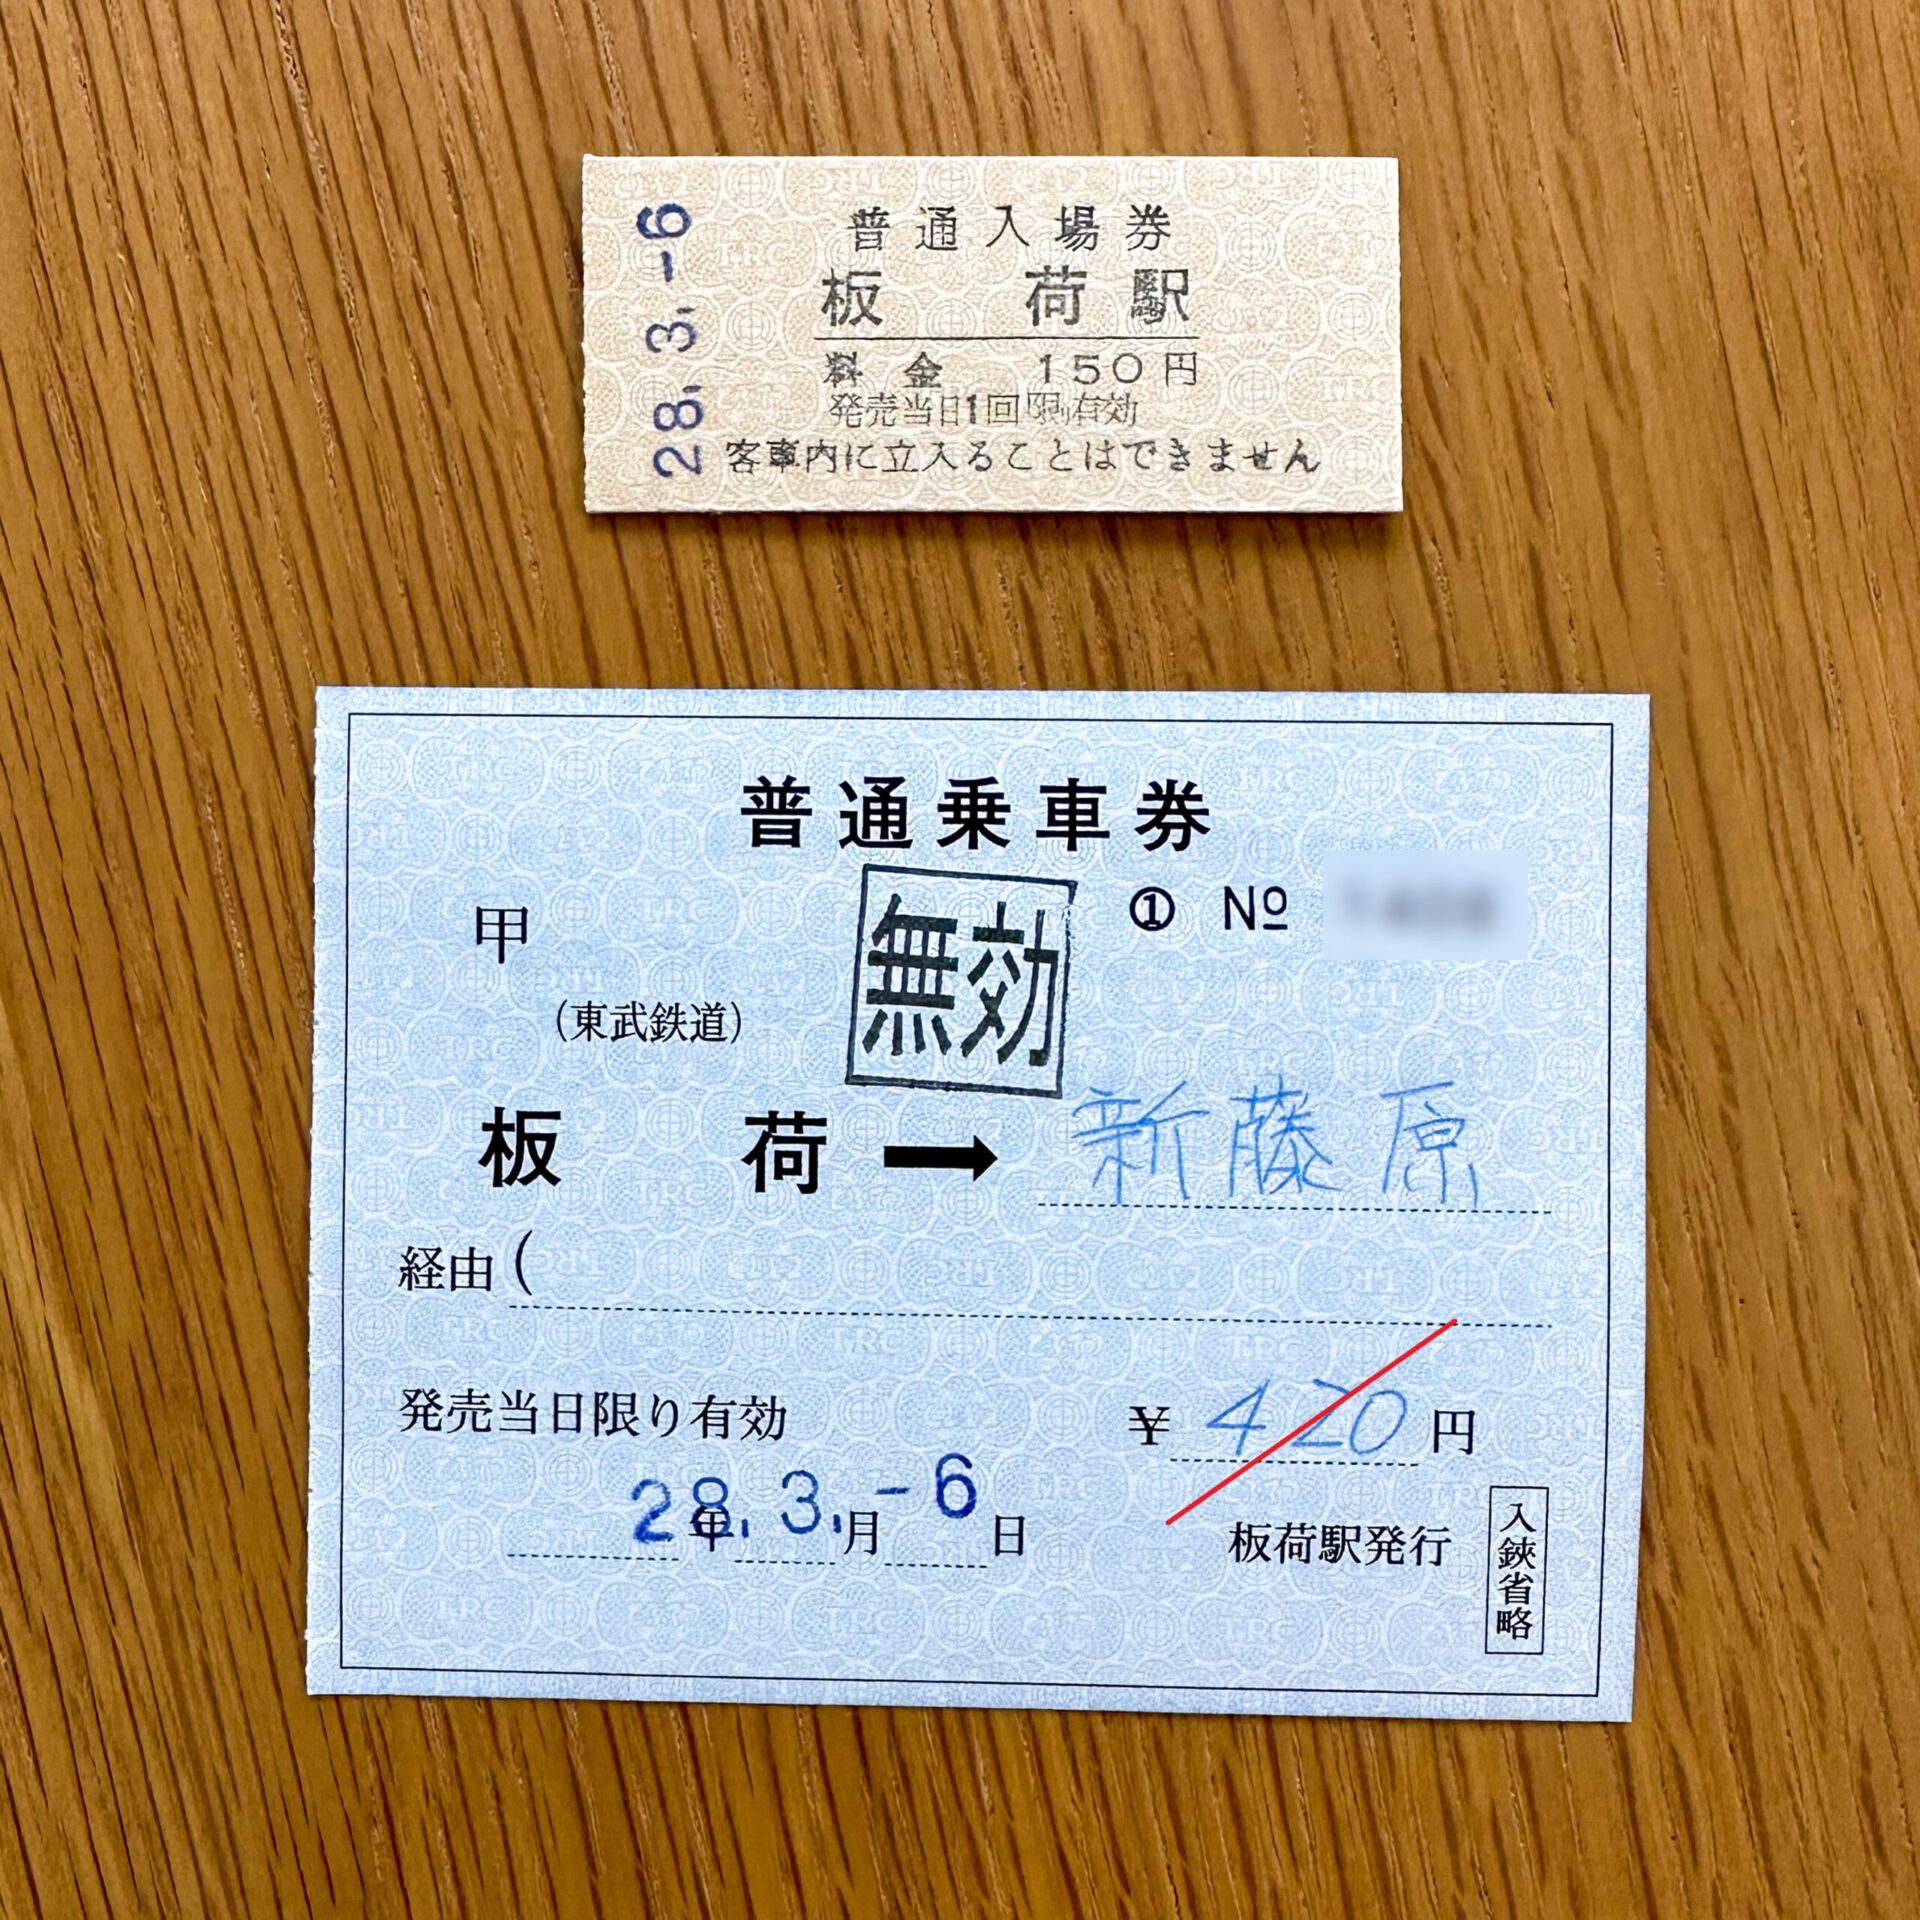 28.3.-6
普通入場券
板荷駅
料金 150円
発売当日1回限り有効
客車内に立入ることはできません
普通乗車券
甲
無効
① №
(東武鉄道)
板荷➡新藤原
経由(
発売当日限り有効
¥420円
28.年3.月-6日
板荷駅発行
入鋏省略